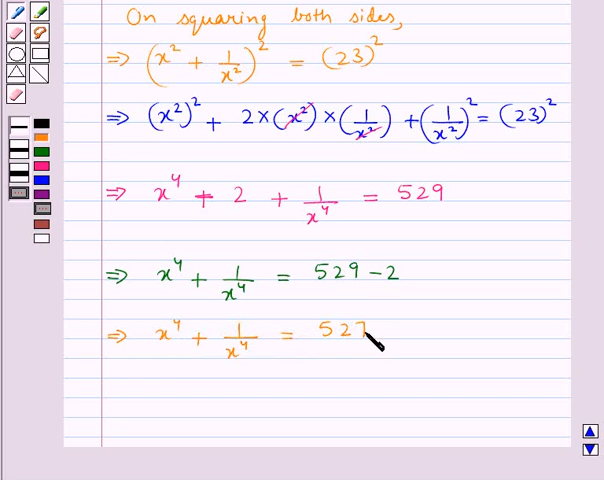 On squaring both sides,
⇒ (x² + 1/x²)² = (23)²
⇒ (x²)² + 2×(x²)×(1/x²) + (1/x²)² = (23)²
⇒ x⁴ + 2 + 1/x⁴ = 529
⇒ x⁴ + 1/x⁴ = 529 - 2
⇒ x⁴ + 1/x⁴ = 527